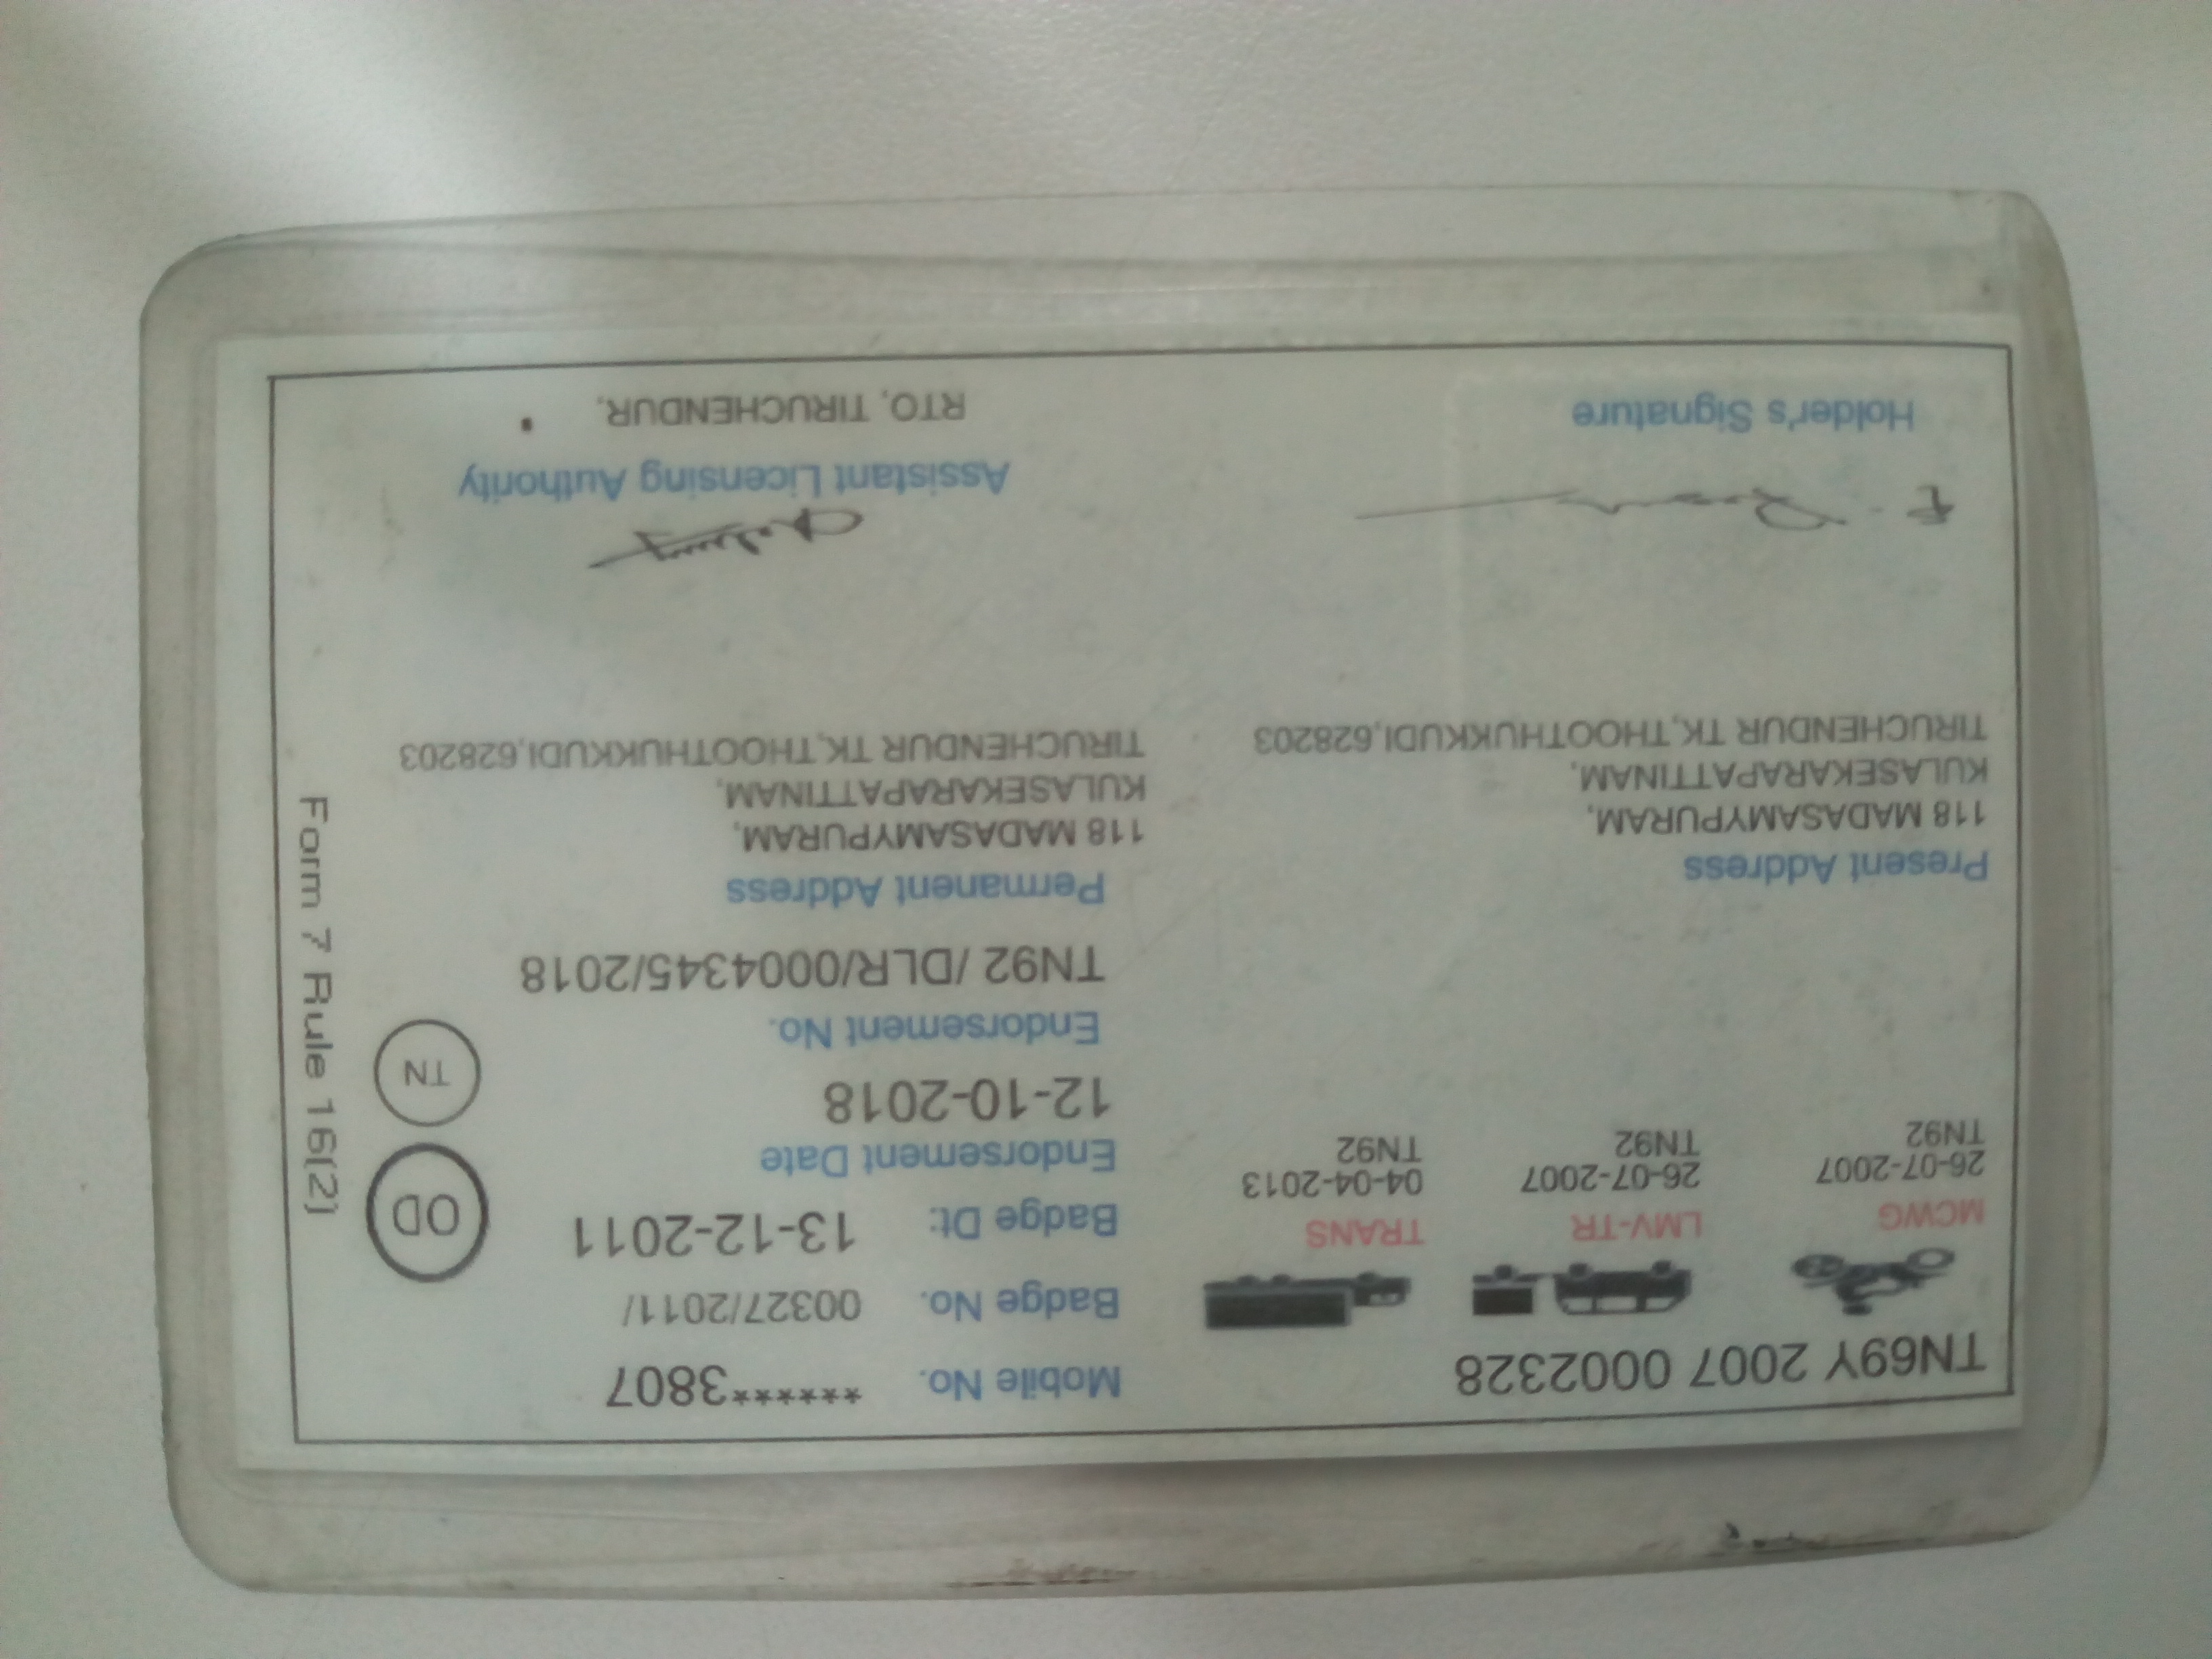 TN69Y 2007 0002328
MCWG
26-07-2007
TN92
LMV-TR
26-07-2007
TN92
TRANS
04-04-2013
TN92
Mobile No. ******3807
Badge No. 00327/2011/
Badge Dt: 13-12-2011
Endorsement Date
12-10-2018
Endorsement No.
TN92 /DLR/0004345/2018
OD
TN
Present Address
118 MADASAMYPURAM,
KULASEKARAPATTINAM,
TIRUCHENDUR TK,THOOTHUKKUDI,628203
Permanent Address
118 MADASAMYPURAM,
KULASEKARAPATTINAM,
TIRUCHENDUR TK,THOOTHUKKUDI,628203
Holder's Signature
Assistant Licensing Authority
RTO, TIRUCHENDUR,
Form 7 Rule 16(2)